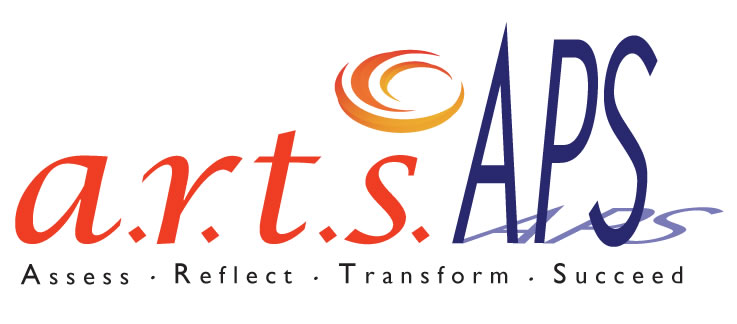 a.r.t.s. APS
Assess · Reflect · Transform · Succeed